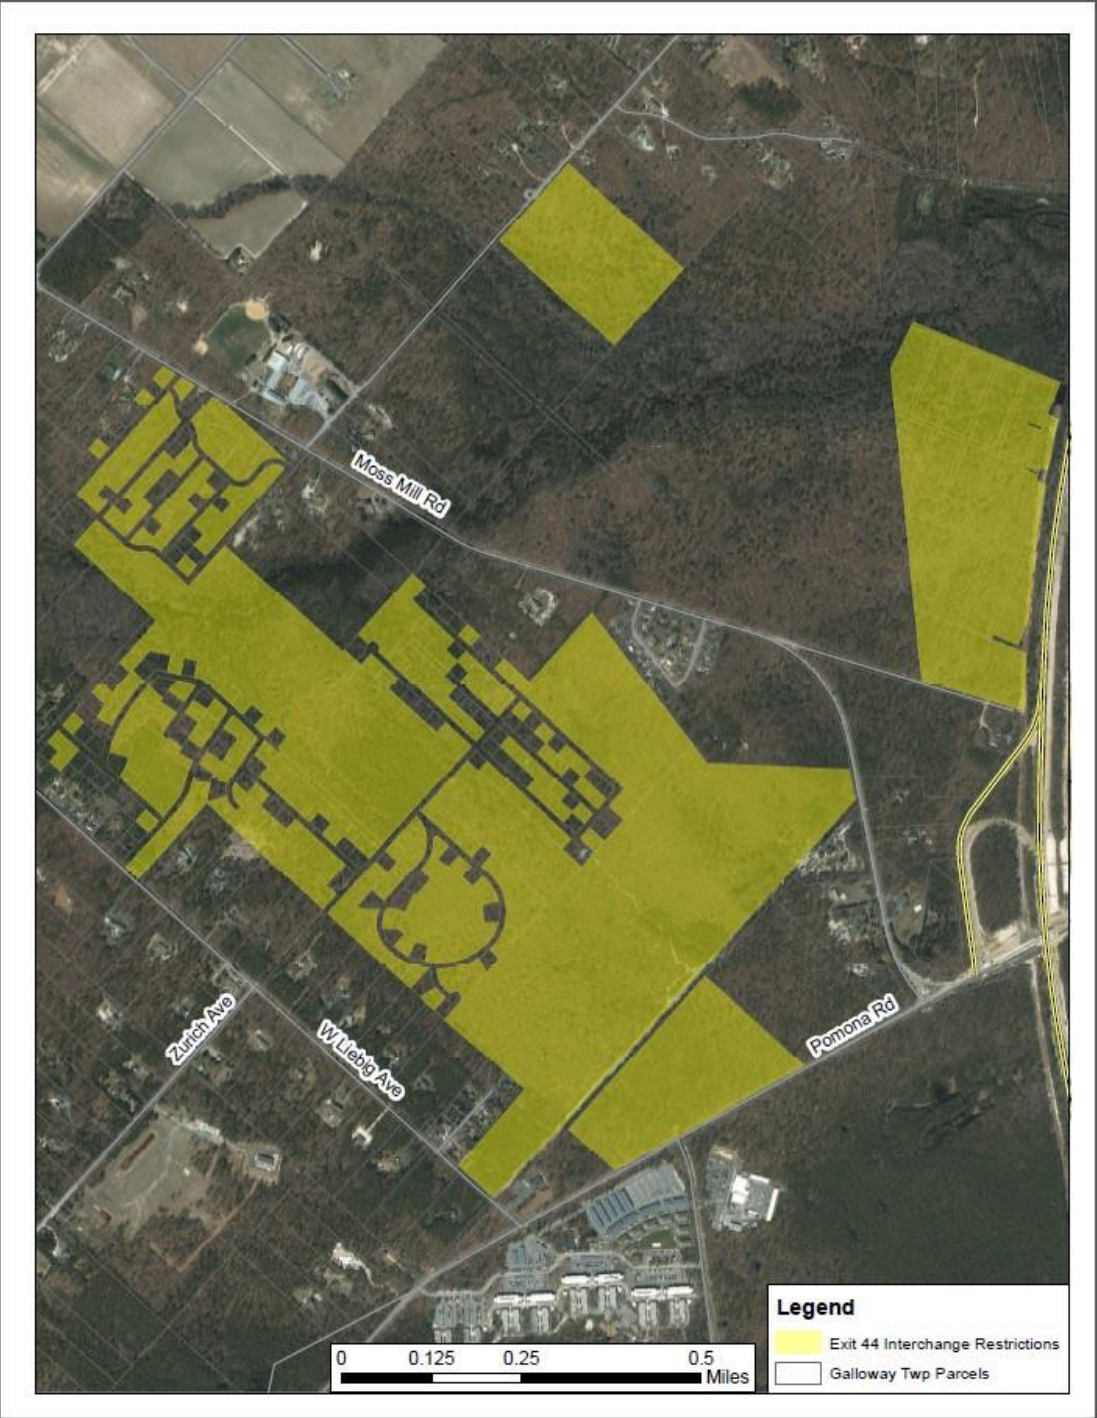 Moss Mill Rd
Zurich Ave
W Liebig Ave
Pomona Rd
Legend
Exit 44 Interchange Restrictions
Galloway Twp Parcels
0 0.125 0.25 0.5
Miles